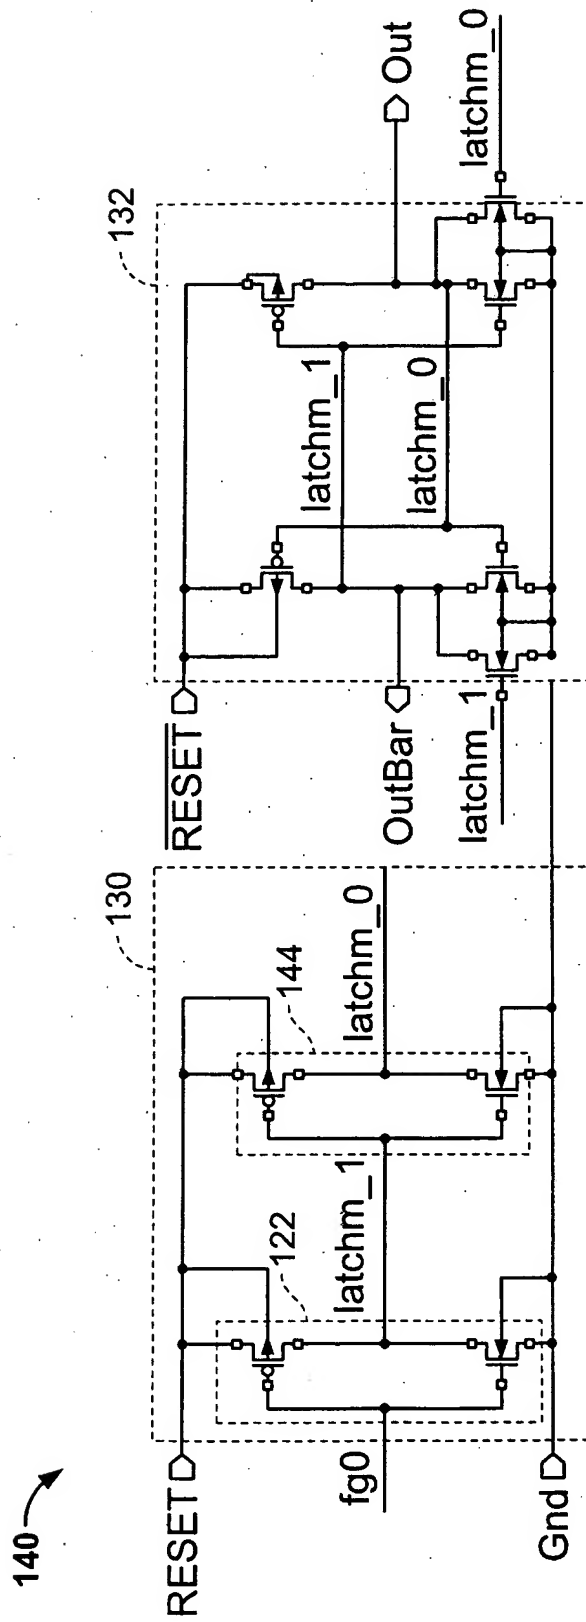 140
RESET
fg0
Gnd
130
122
latchm_1
144
latchm_0
RESET
OutBar
latchm_1
132
latchm_1
latchm_0
Out
latchm_0